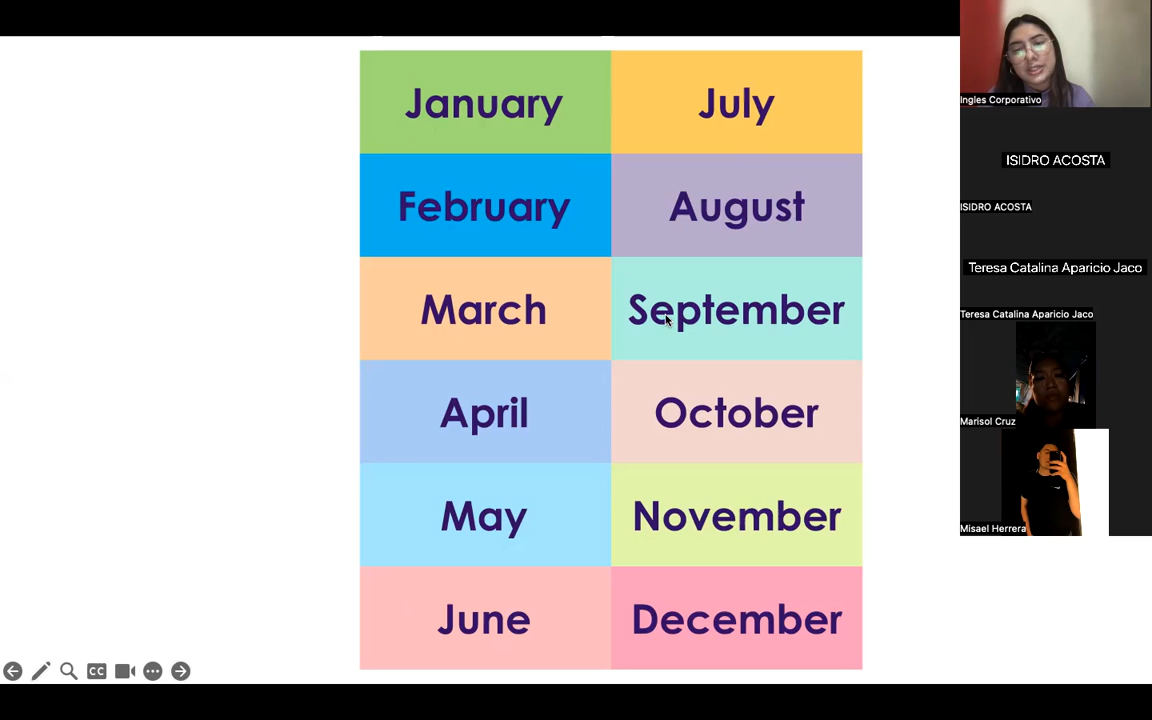 January July
February August
March September
April October
May November
June December
CC
Ingles Corporativo
ISIDRO ACOSTA
ISIDRO ACOSTA
Teresa Catalina Aparicio Jaco
Teresa Catalina Aparicio Jaco
Marisol Cruz
Misael Herrera